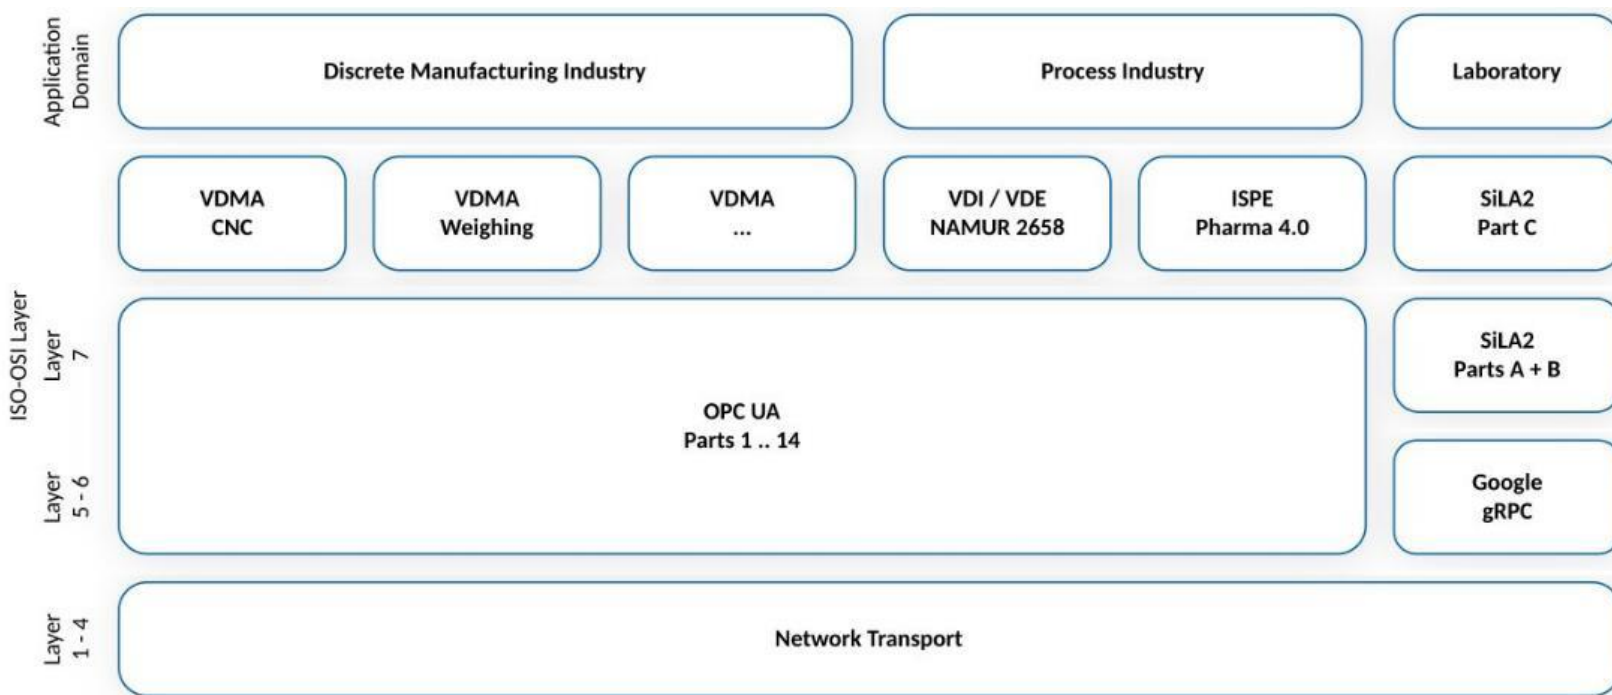 Application
Domain
Discrete Manufacturing Industry
Process Industry
Laboratory
VDMA
CNC
VDMA
Weighing
VDMA
...
VDI / VDE
NAMUR 2658
ISPE
Pharma 4.0
SiLA2
Part C
ISO-OSI Layer
Layer
7
OPC UA
Parts 1 .. 14
SiLA2
Parts A + B
Layer
5 - 6
Google
gRPC
Layer
1 - 4
Network Transport